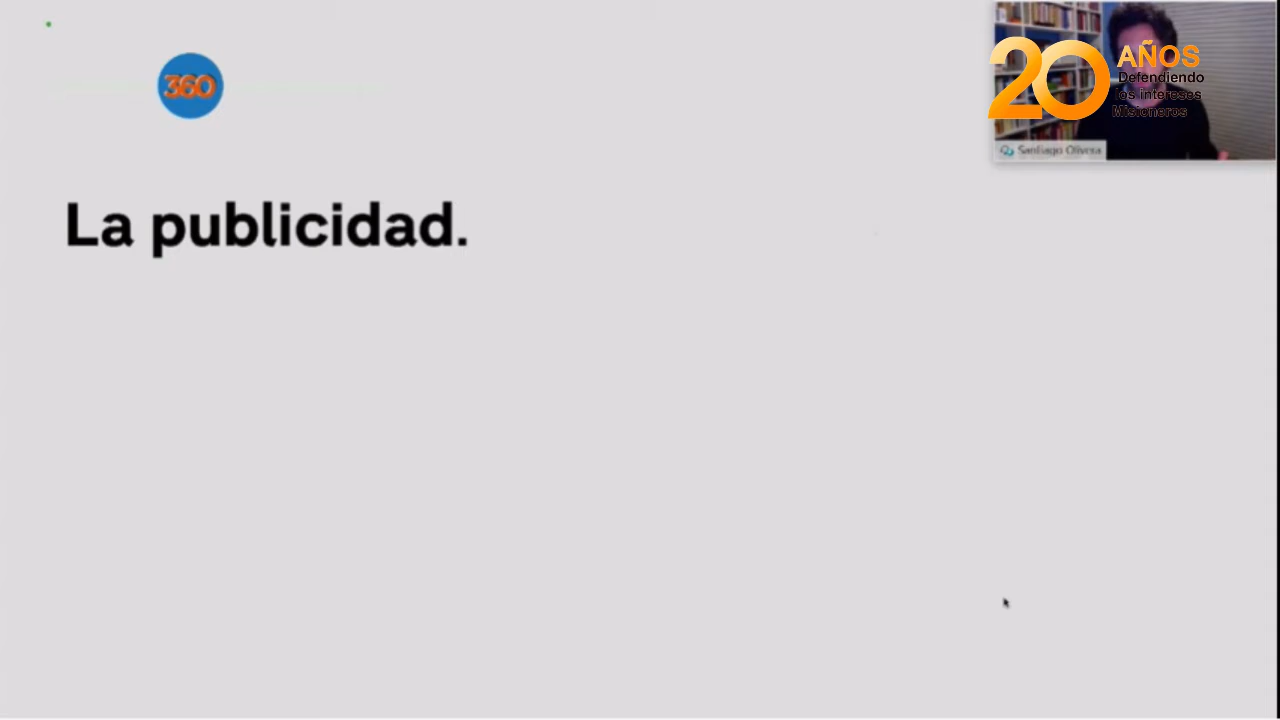 360
20 AÑOS
Defendiendo
los intereses
Misioneros
Santiago Olivera
La publicidad.